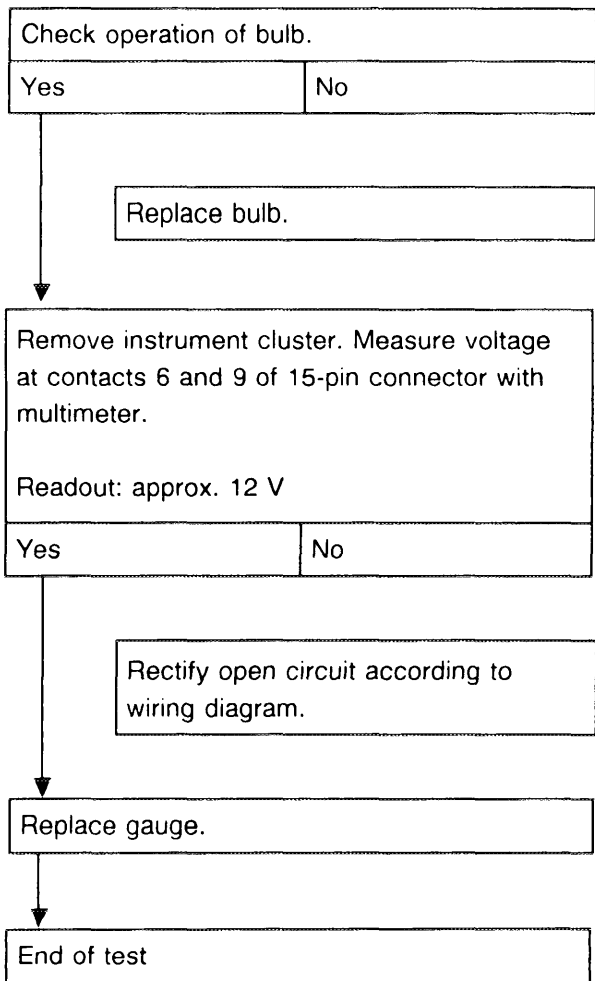 Check operation of bulb.
Yes
No
Replace bulb.
Remove instrument cluster. Measure voltage
at contacts 6 and 9 of 15-pin connector with
multimeter.
Readout: approx. 12 V
Yes
No
Rectify open circuit according to
wiring diagram.
Replace gauge.
End of test